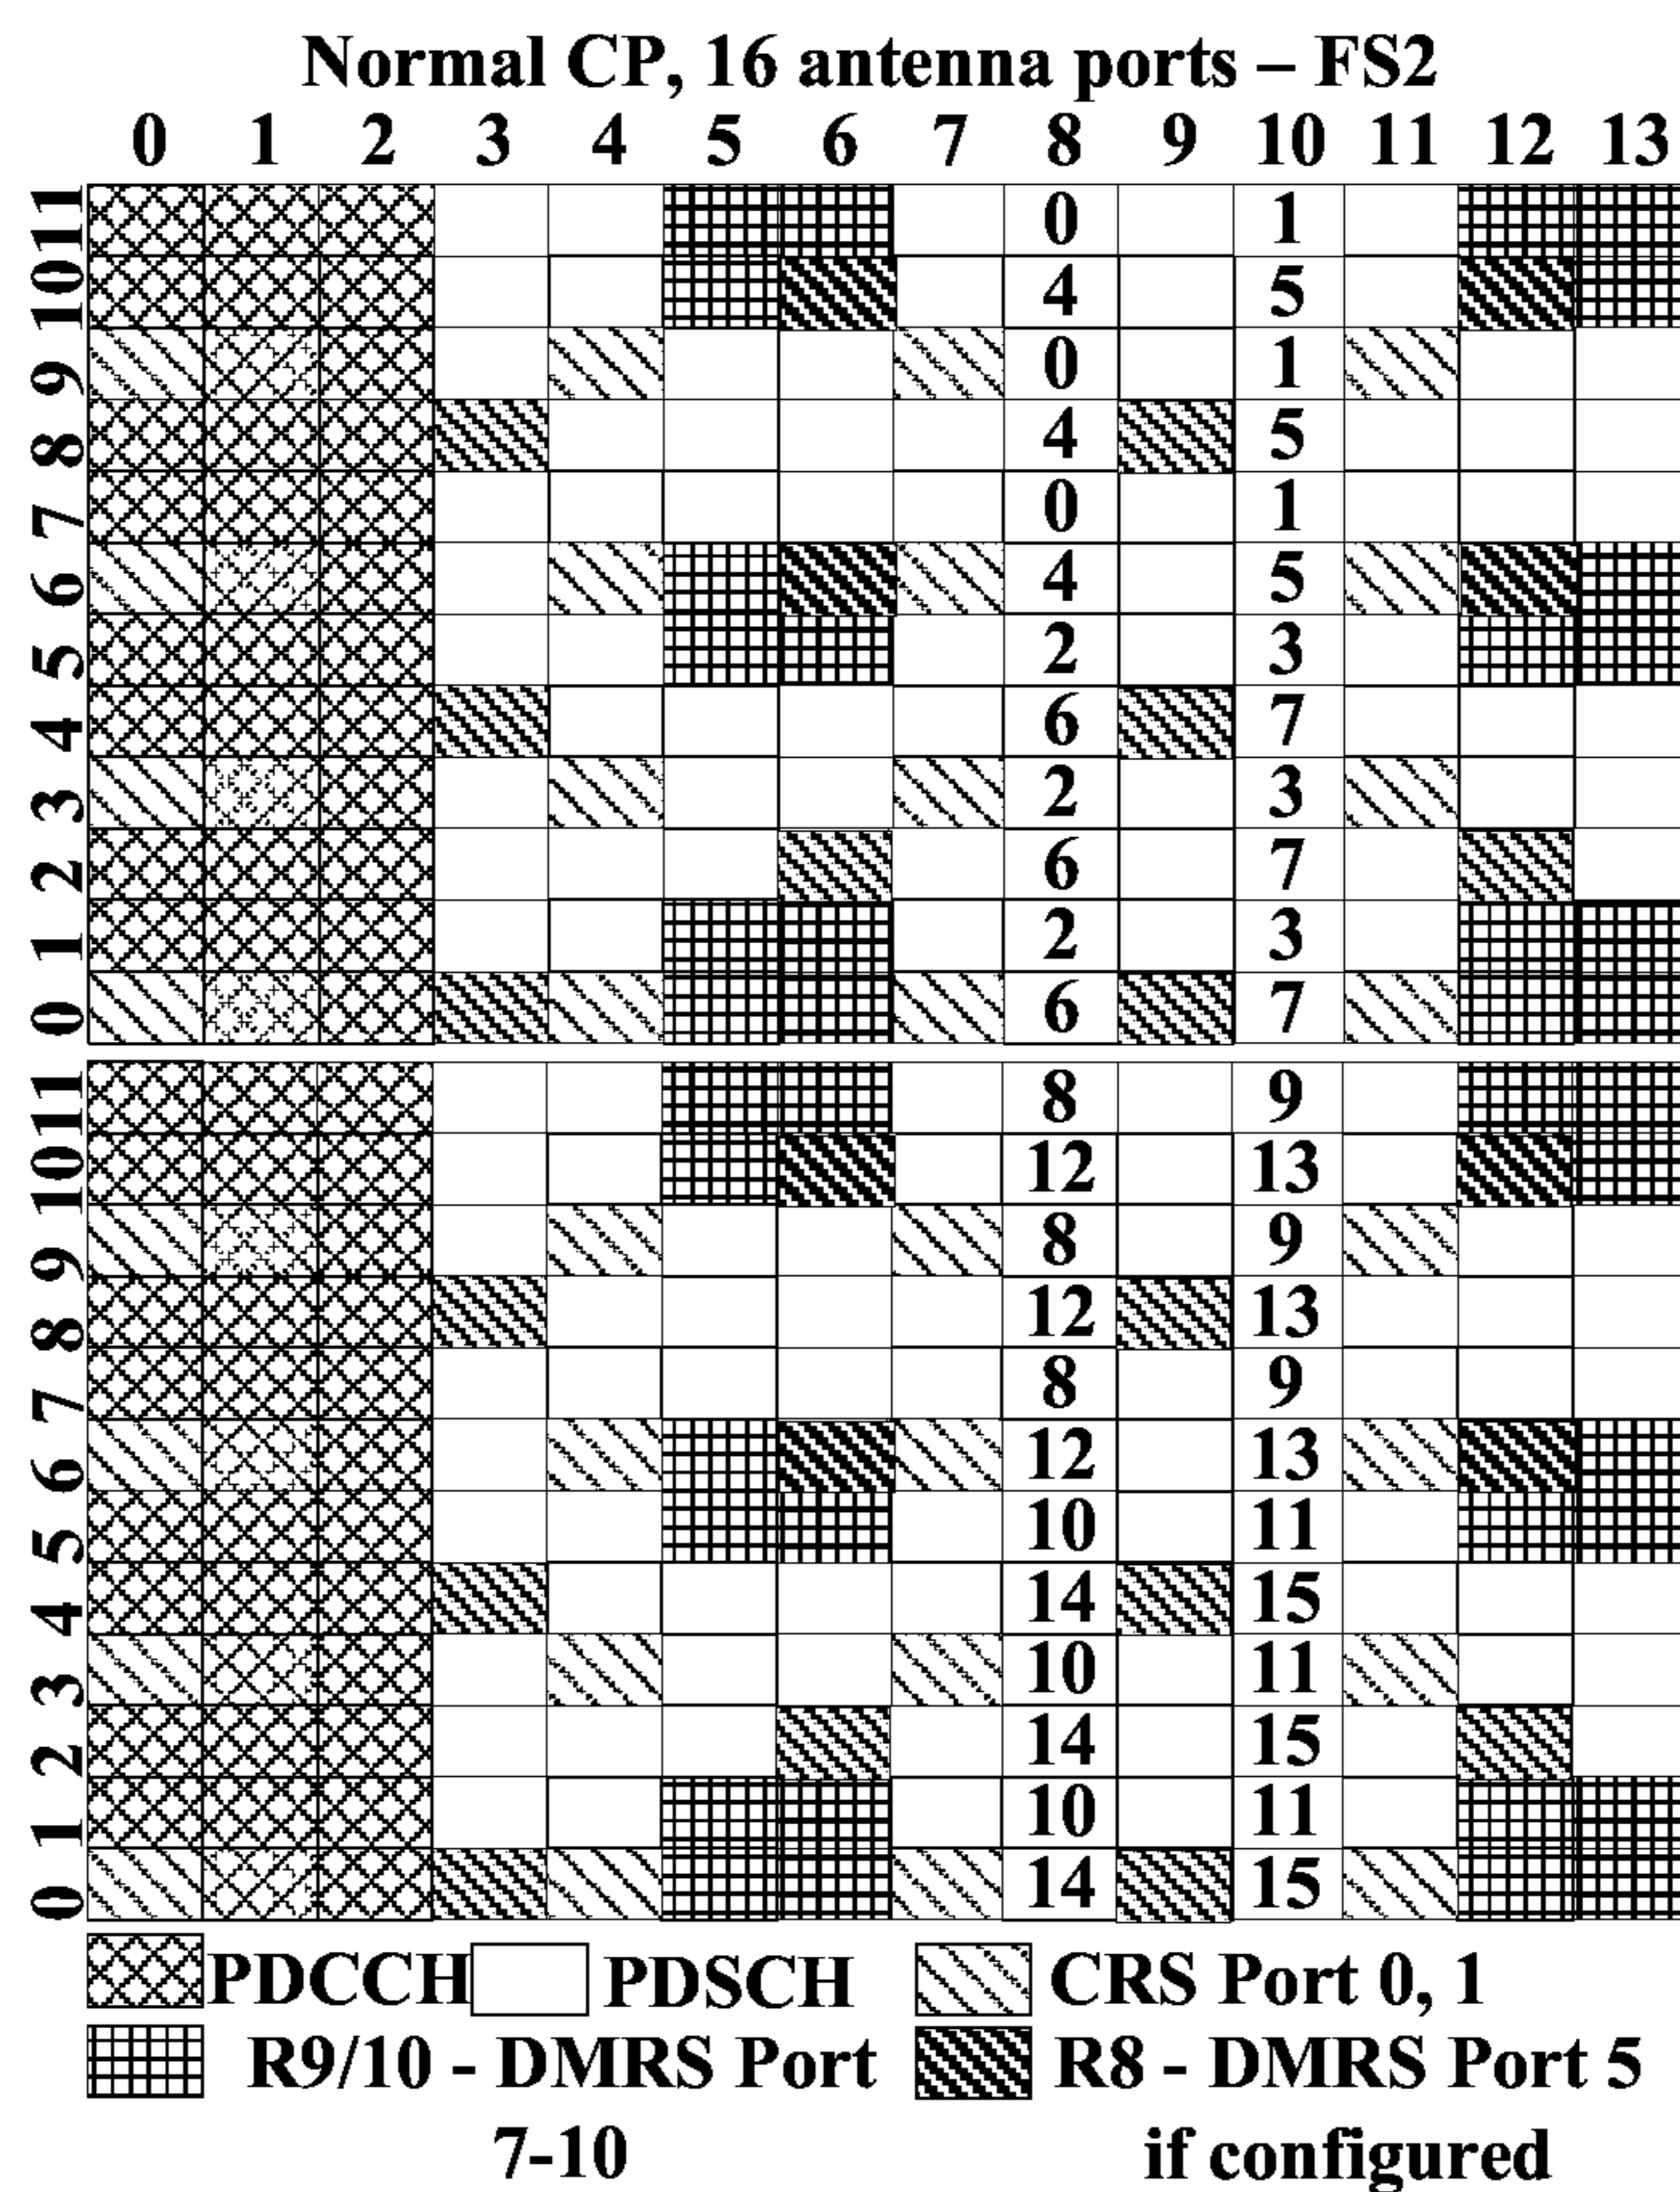 Normal CP, 16 antenna ports – FS2
0 1 2 3 4 5 6 7 8 9 10 11 12 13
11 0 1
10 4 5
9 0 1
8 4 5
7 0 1
6 4 5
5 2 3
4 6 7
3 2 3
2 6 7
1 2 3
0 6 7
11 8 9
10 12 13
9 8 9
8 12 13
7 8 9
6 12 13
5 10 11
4 14 15
3 10 11
2 14 15
1 10 11
0 14 15
PDCCH PDSCH CRS Port 0, 1
R9/10 - DMRS Port R8 - DMRS Port 5
7-10 if configured